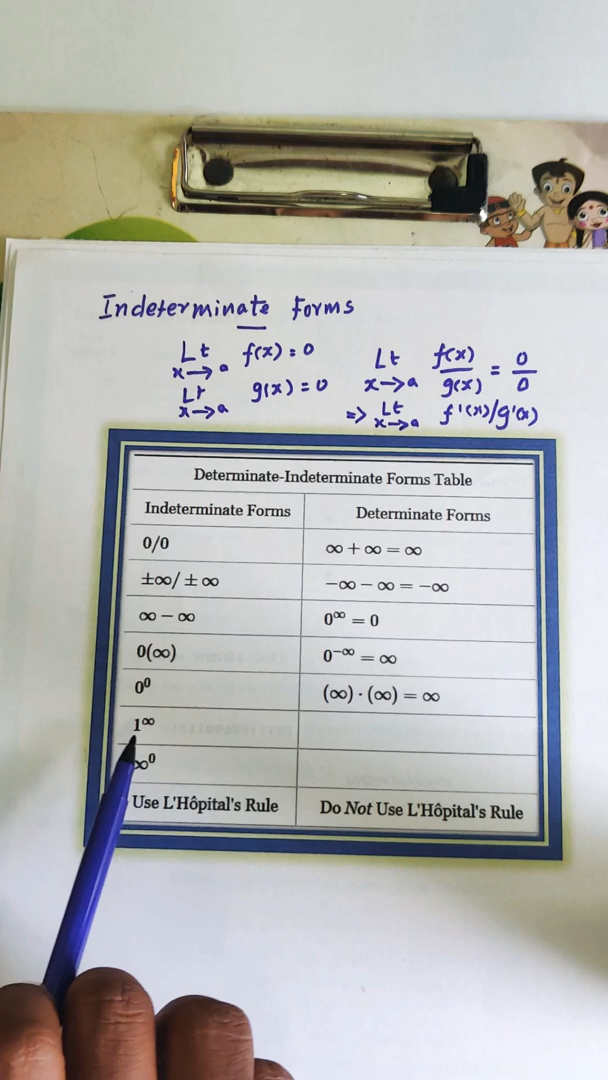 Indeterminate Forms
Lt x→a f(x) = 0
Lt x→a g(x) = 0
Lt x→a f(x)/g(x) = 0/0
⇒ Lt x→a f'(x)/g'(x)
Determinate-Indeterminate Forms Table
Indeterminate Forms Determinate Forms
0/0 ∞ + ∞ = ∞
±∞/±∞ −∞ − ∞ = −∞
∞ − ∞ 0^∞ = 0
0(∞) 0^−∞ = ∞
0^0 (∞) · (∞) = ∞
1^∞
∞^0
Use L'Hôpital's Rule Do Not Use L'Hôpital's Rule